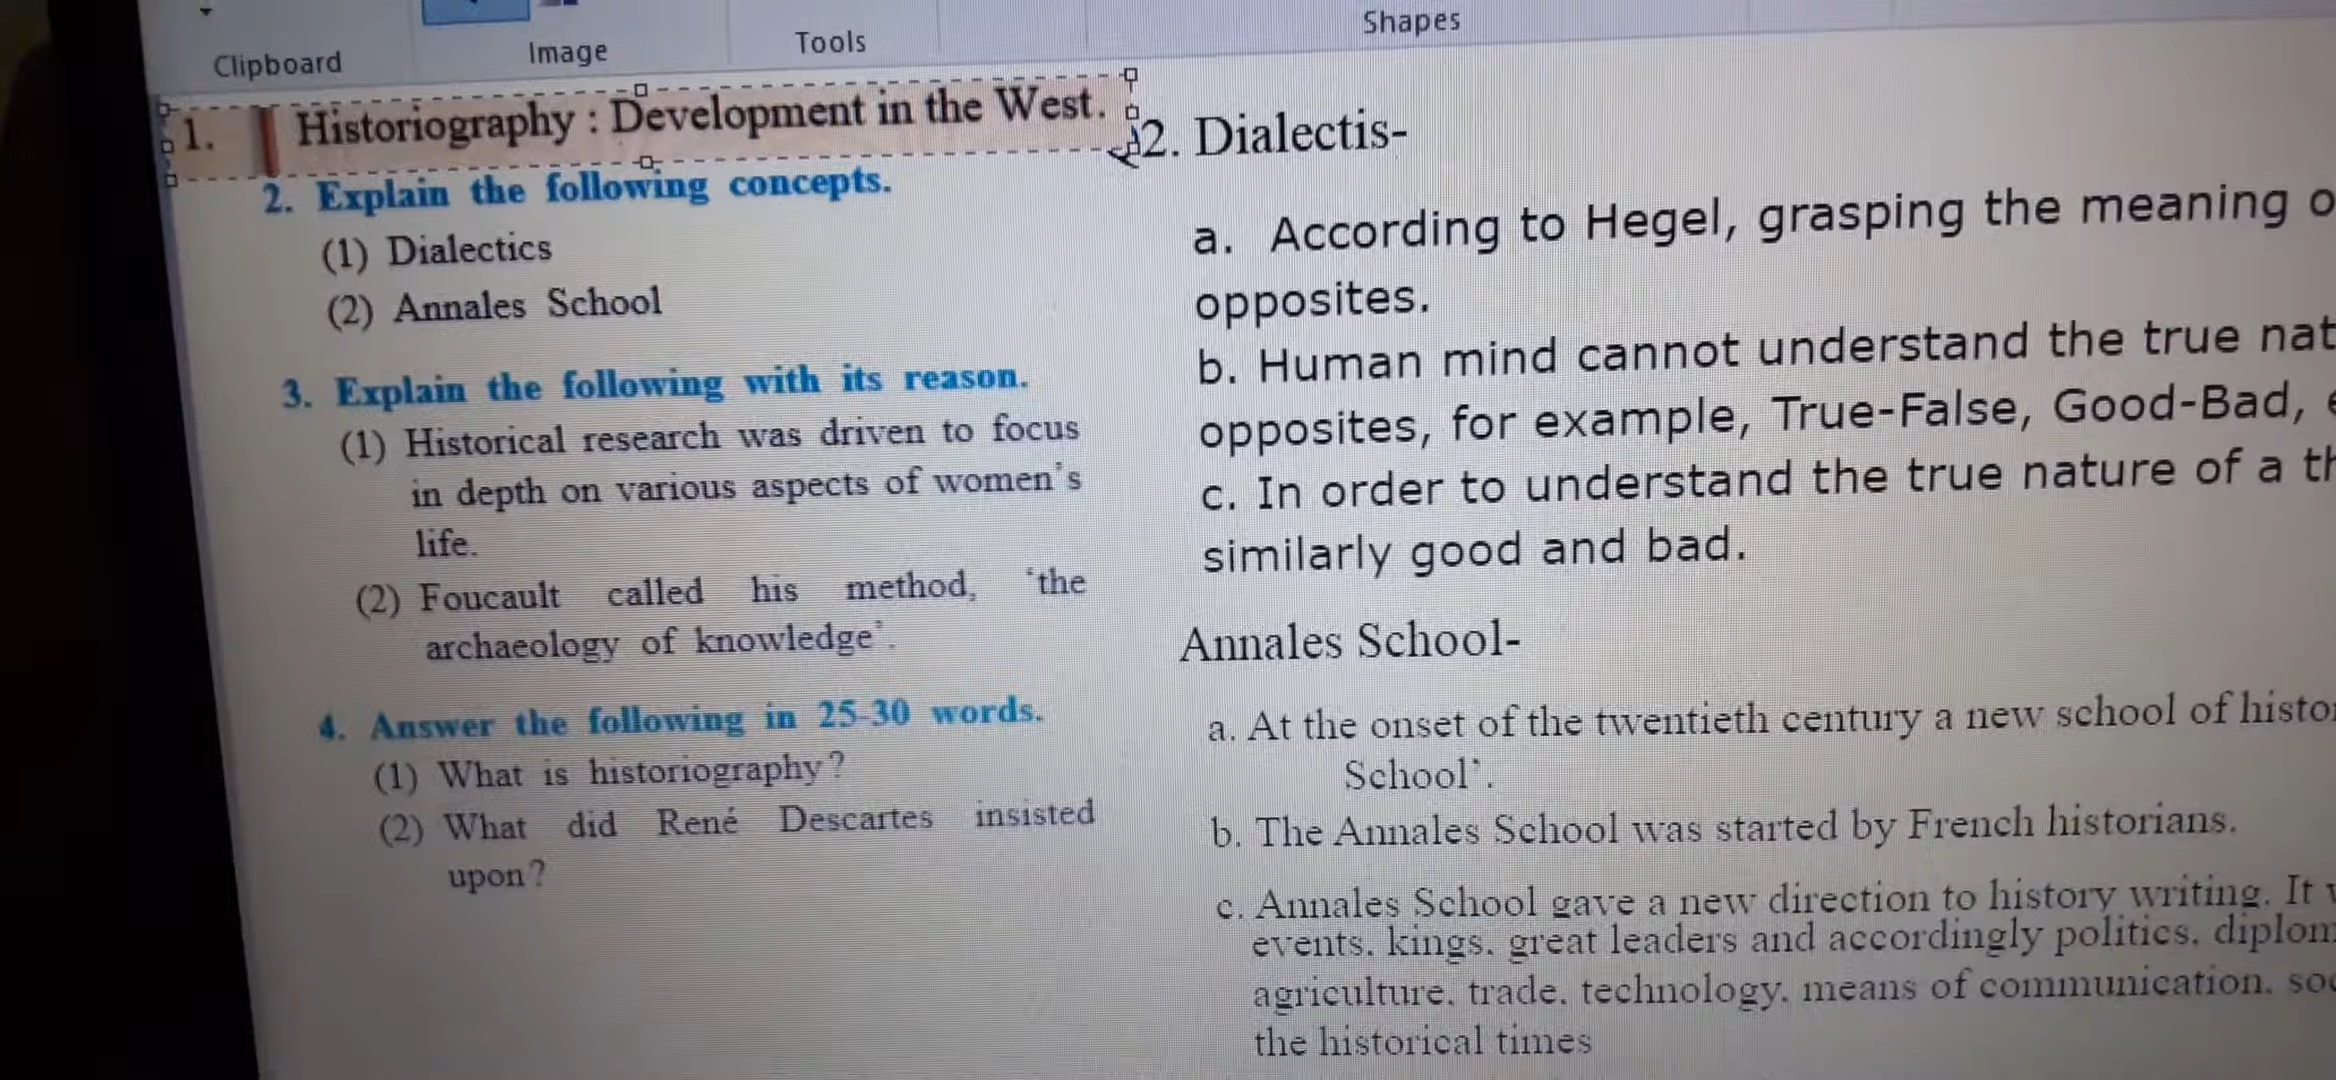 Clipboard
Image
Tools
Shapes
1. Historiography : Development in the West.
2. Explain the following concepts.
(1) Dialectics
(2) Annales School
3. Explain the following with its reason.
(1) Historical research was driven to focus
in depth on various aspects of women's
life.
(2) Foucault called his method, 'the
archaeology of knowledge'.
4. Answer the following in 25-30 words.
(1) What is historiography?
(2) What did René Descartes insisted
upon?
2. Dialectis-
a. According to Hegel, grasping the meaning
opposites.
b. Human mind cannot understand the true
opposites, for example, True-False, Good-Bad,
c. In order to understand the true nature of a
similarly good and bad.
Annales School-
a. At the onset of the twentieth century a new school of
School'.
b. The Annales School was started by French historians.
c. Annales School gave a new direction to history writing. It
events, kings, great leaders and accordingly politics,
agriculture, trade, technology, means of communication,
the historical times